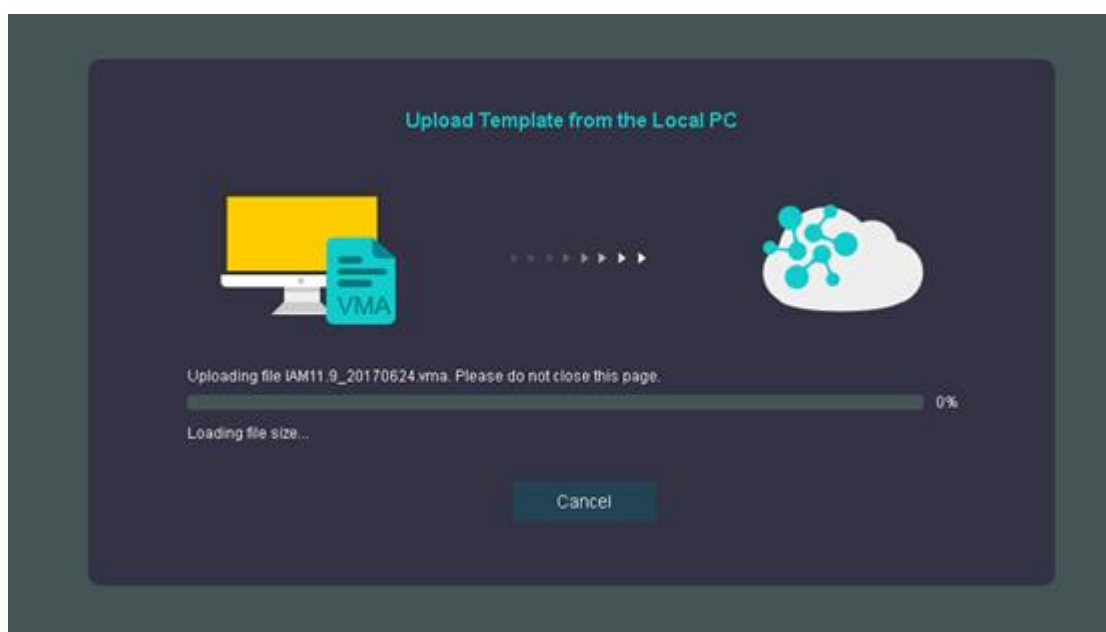 Upload Template from the Local PC
VMA
Uploading file IAM11.9_20170624.vma. Please do not close this page.
0%
Loading file size...
Cancel